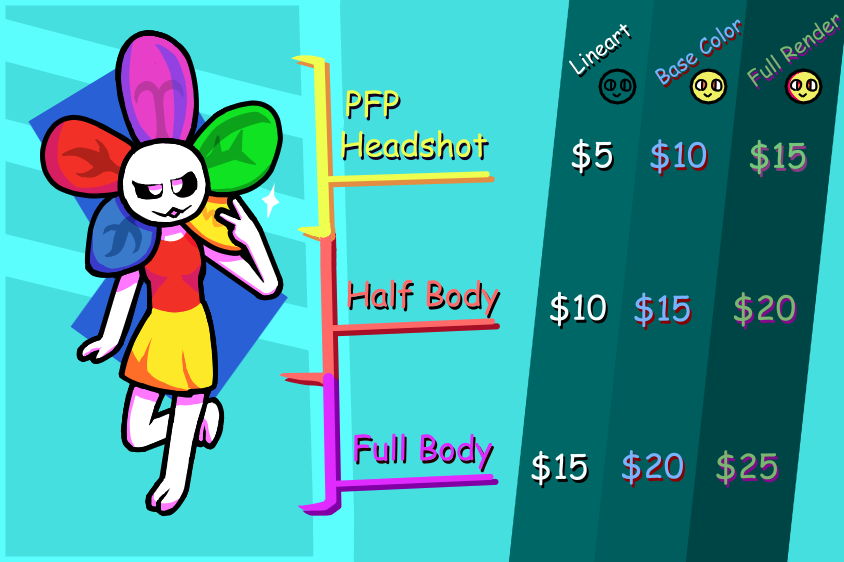 Lineart Base Color Full Render
PFP
Headshot
$5 $10 $15
Half Body
$10 $15 $20
Full Body
$15 $20 $25